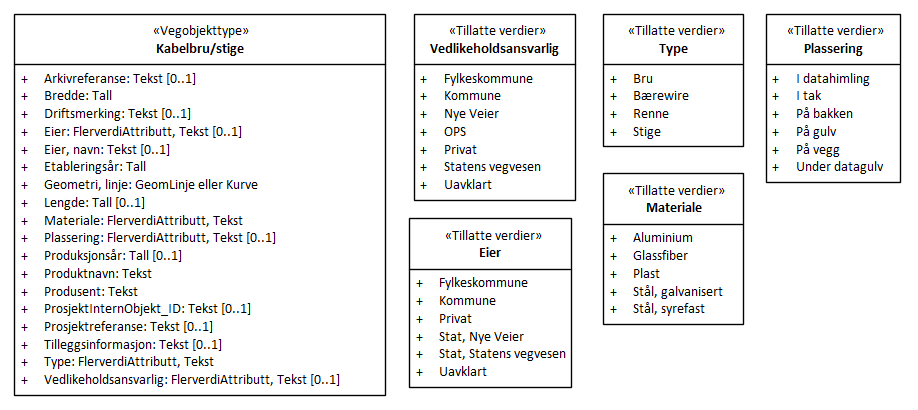 «Vegobjekttype»
Kabelbru/stige
+ Arkivreferanse: Tekst [0..1]
+ Bredde: Tall
+ Driftsmerking: Tekst [0..1]
+ Eier: FlerverdiAttributt, Tekst [0..1]
+ Eier, navn: Tekst [0..1]
+ Etableringsår: Tall
+ Geometri, linje: GeomLinje eller Kurve
+ Lengde: Tall [0..1]
+ Materiale: FlerverdiAttributt, Tekst
+ Plassering: FlerverdiAttributt, Tekst [0..1]
+ Produksjonsår: Tall [0..1]
+ Produktnavn: Tekst
+ Produsent: Tekst
+ ProsjektInternObjekt_ID: Tekst [0..1]
+ Prosjektreferanse: Tekst [0..1]
+ Tilleggsinformasjon: Tekst [0..1]
+ Type: FlerverdiAttributt, Tekst
+ Vedlikeholdsansvarlig: FlerverdiAttributt, Tekst [0..1]
«Tillatte verdier»
Vedlikeholdsansvarlig
+ Fylkeskommune
+ Kommune
+ Nye Veier
+ OPS
+ Privat
+ Statens vegvesen
+ Uavklart
«Tillatte verdier»
Eier
+ Fylkeskommune
+ Kommune
+ Privat
+ Stat, Nye Veier
+ Stat, Statens vegvesen
+ Uavklart
«Tillatte verdier»
Type
+ Bru
+ Bærewire
+ Renne
+ Stige
«Tillatte verdier»
Materiale
+ Aluminium
+ Glassfiber
+ Plast
+ Stål, galvanisert
+ Stål, syrefast
«Tillatte verdier»
Plassering
+ I datahimling
+ I tak
+ På bakken
+ På gulv
+ På vegg
+ Under datagulv